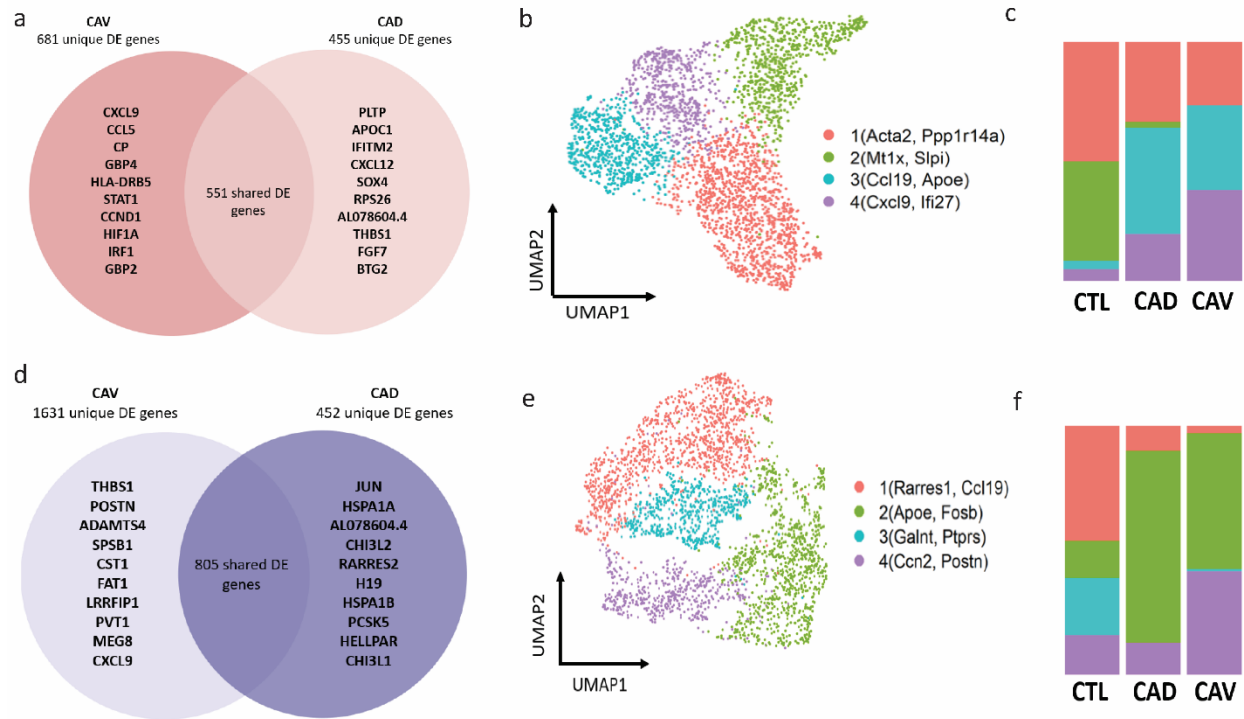 a
CAV
681 unique DE genes
CAD
455 unique DE genes
CXCL9
CCL5
CP
GBP4
HLA-DRB5
STAT1
CCND1
HIF1A
IRF1
GBP2
551 shared DE
genes
PLTP
APOC1
IFITM2
CXCL12
SOX4
RPS26
AL078604.4
THBS1
FGF7
BTG2
b
UMAP2
UMAP1
1(Acta2, Ppp1r14a)
2(Mt1x, Slpi)
3(Ccl19, Apoe)
4(Cxcl9, Ifi27)
c
CTL
CAD
CAV
d
CAV
1631 unique DE genes
CAD
452 unique DE genes
THBS1
POSTN
ADAMTS4
SPSB1
CST1
FAT1
LRRFIP1
PVT1
MEG8
CXCL9
805 shared DE
genes
JUN
HSPA1A
AL078604.4
CHI3L2
RARRES2
H19
HSPA1B
PCSK5
HELLPAR
CHI3L1
e
UMAP2
UMAP1
1(Rarres1, Ccl19)
2(Apoe, Fosb)
3(Galnt, Ptprs)
4(Ccn2, Postn)
f
CTL
CAD
CAV